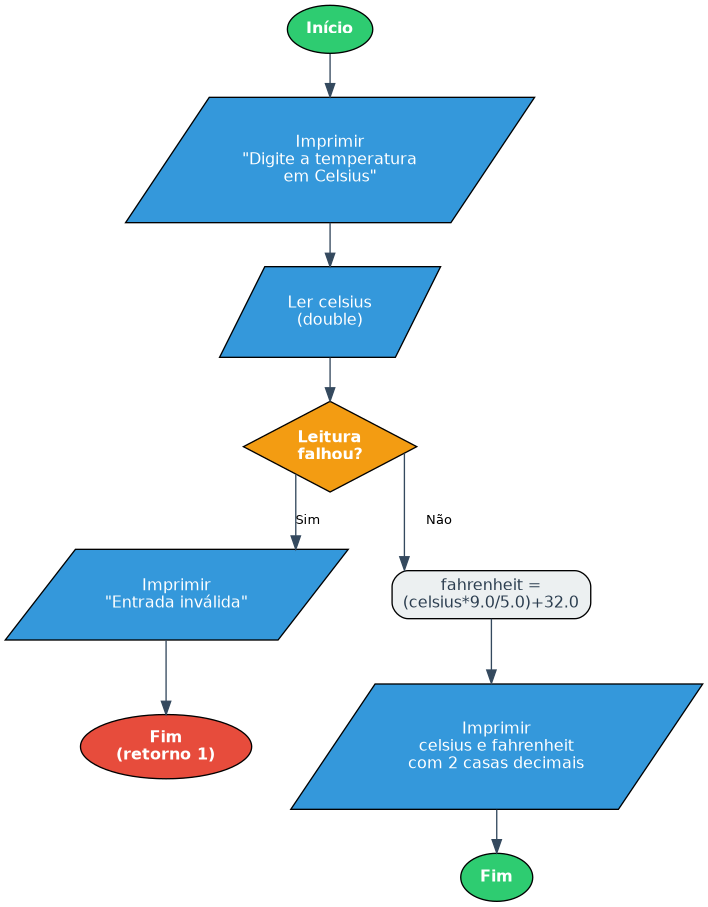 Início
Imprimir
"Digite a temperatura
em Celsius"
Ler celsius
(double)
Leitura
falhou?
Sim
Não
Imprimir
"Entrada inválida"
fahrenheit =
(celsius*9.0/5.0)+32.0
Fim
(retorno 1)
Imprimir
celsius e fahrenheit
com 2 casas decimais
Fim